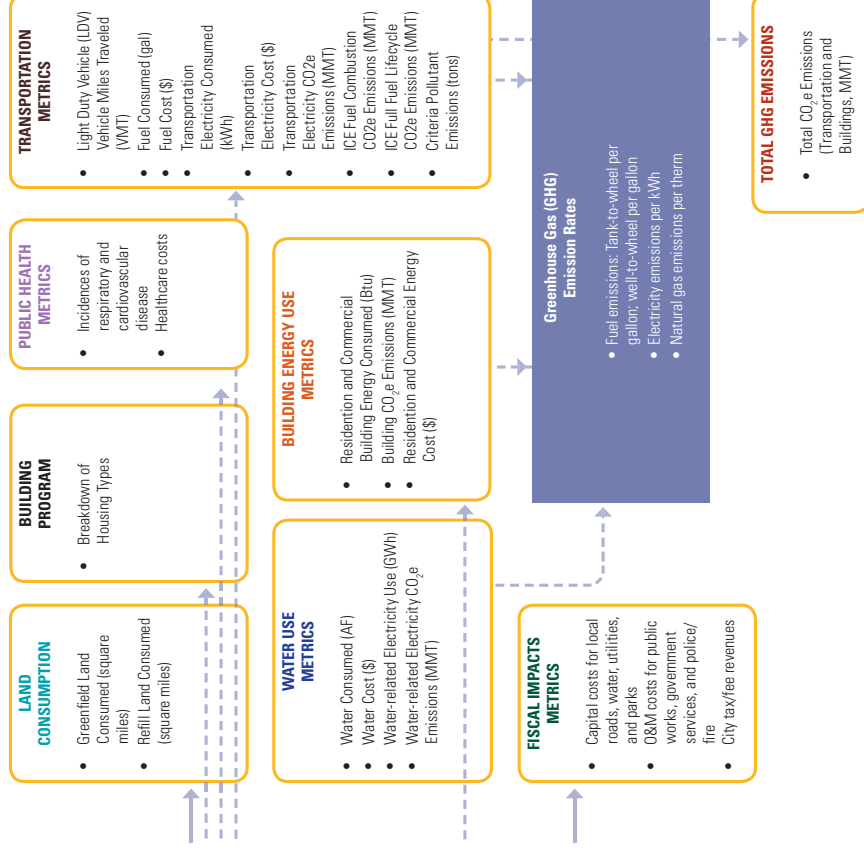 LAND
CONSUMPTION
• Greenfield Land
Consumed (square
miles)
• Refill Land Consumed
(square miles)
BUILDING
PROGRAM
• Breakdown of
Housing Types
PUBLIC HEALTH
METRICS
• Incidences of
respiratory and
cardiovascular
disease
• Healthcare costs
TRANSPORTATION
METRICS
• Light Duty Vehicle (LDV)
Vehicle Miles Traveled
(VMT)
• Fuel Consumed (gal)
• Fuel Cost ($)
• Transportation
Electricity Consumed
(kWh)
• Transportation
Electricity Cost ($)
• Transportation
Electricity CO2e
Emissions (MMT)
• ICE Fuel Combustion
CO2e Emissions (MMT)
• ICE Full Fuel Lifecycle
CO2e Emissions (MMT)
• Criteria Pollutant
Emissions (tons)
WATER USE
METRICS
• Water Consumed (AF)
• Water Cost ($)
• Water-related Electricity Use (GWh)
• Water-related Electricity CO₂e
Emissions (MMT)
BUILDING ENERGY USE
METRICS
• Residention and Commercial
Building Energy Consumed (Btu)
• Building CO₂e Emissions (MMT)
• Residention and Commercial Energy
Cost ($)
FISCAL IMPACTS
METRICS
• Capital costs for local
roads, water, utilities,
and parks
• O&M costs for public
works, government
services, and police/
fire
• City tax/fee revenues
Greenhouse Gas (GHG)
Emission Rates
• Fuel emissions: Tank-to-wheel per
gallon; well-to-wheel per gallon
• Electricity emissions per kWh
• Natural gas emissions per therm
TOTAL GHG EMISSIONS
• Total CO₂e Emissions
(Transportation and
Buildings, MMT)